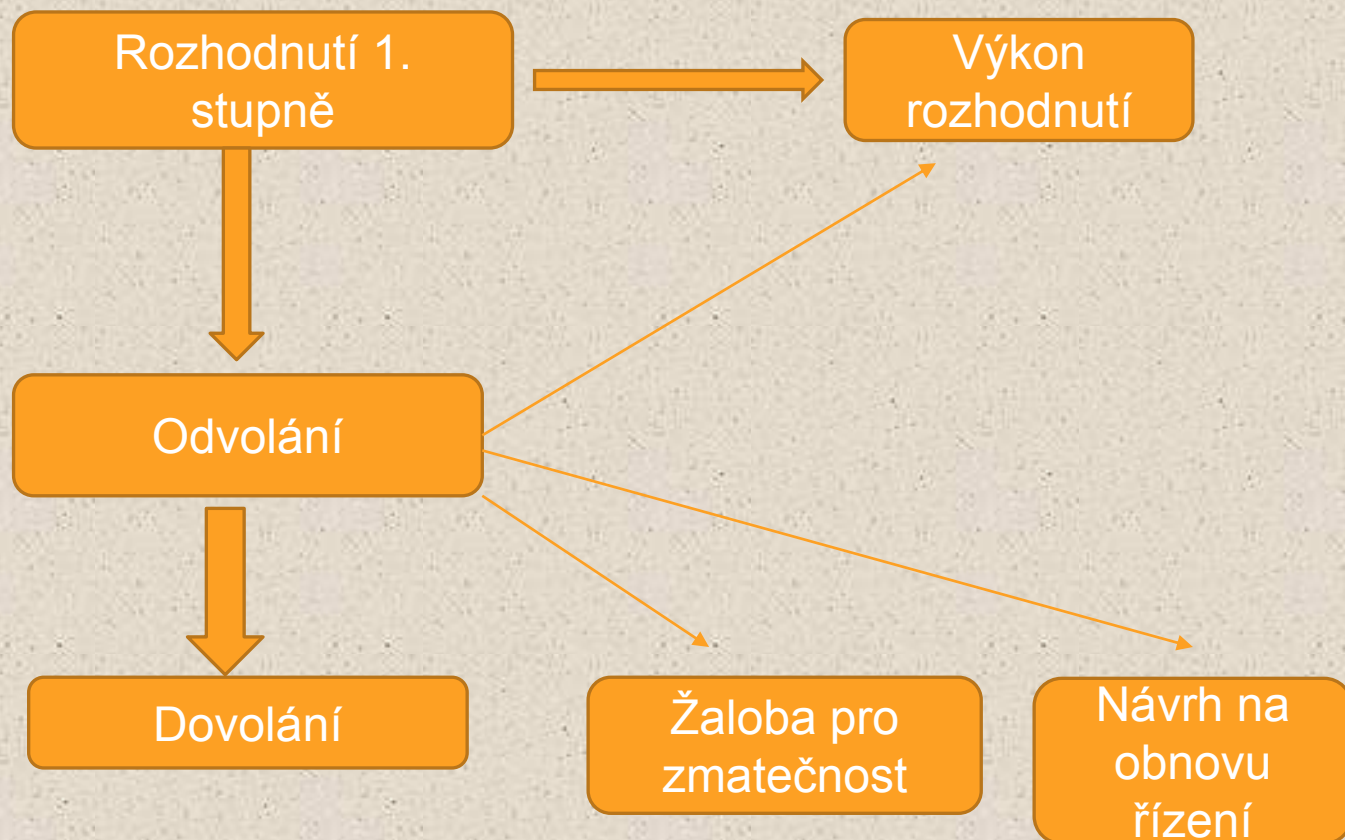 Rozhodnutí 1.
stupně
Výkon
rozhodnutí
Odvolání
Dovolání
Žaloba pro
zmatečnost
Návrh na
obnovu
řízení